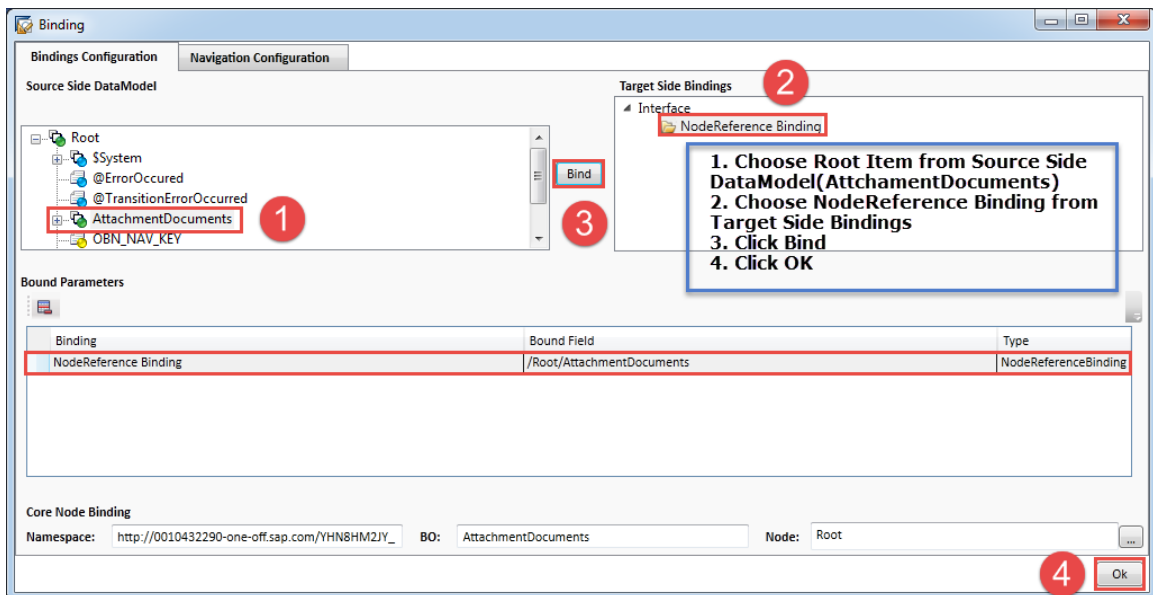 Binding
Bindings Configuration
Navigation Configuration
Source Side DataModel
Target Side Bindings
2
Interface
NodeReference Binding
Root
$System
@ErrorOccured
@TransitionErrorOccurred
AttachmentDocuments
OBN_NAV_KEY
1
Bind
3
1. Choose Root Item from Source Side
DataModel(AttchamentDocuments)
2. Choose NodeReference Binding from
Target Side Bindings
3. Click Bind
4. Click OK
Bound Parameters
Binding Bound Field Type
NodeReference Binding /Root/AttachmentDocuments NodeReferenceBinding
Core Node Binding
Namespace: http://0010432290-one-off.sap.com/YHN8HM2JY_ BO: AttachmentDocuments Node: Root ...
4
Ok